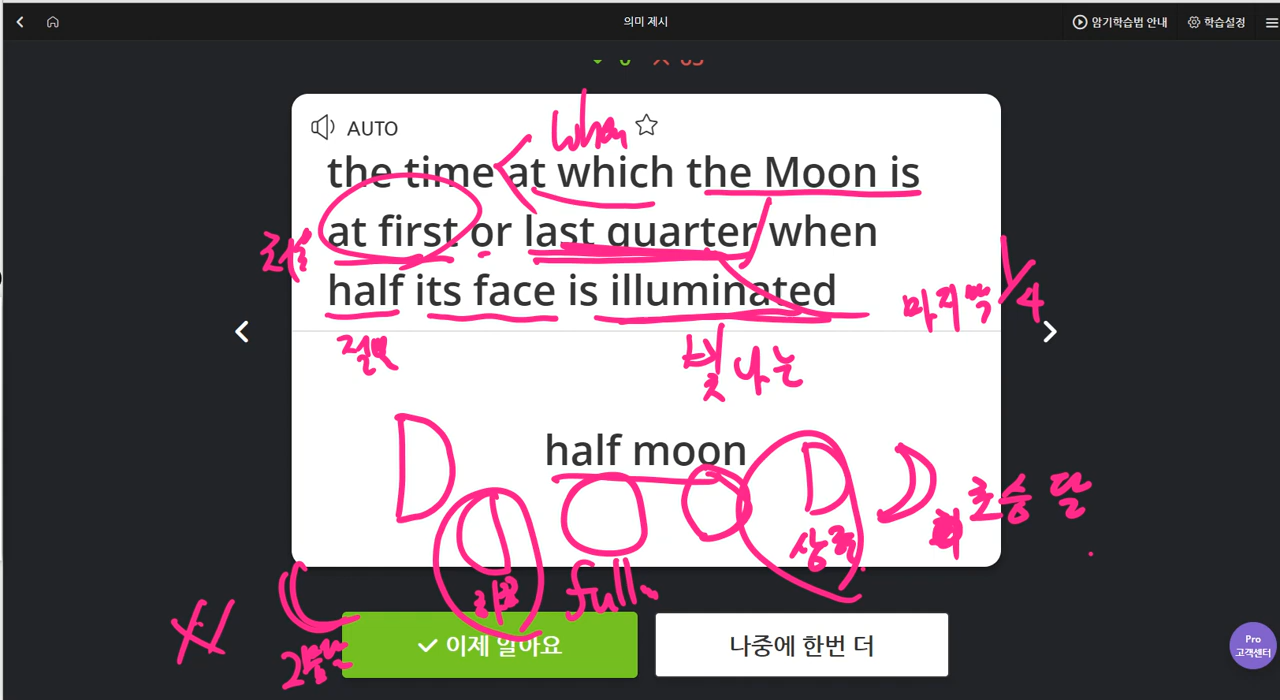 의미 제시
암기학습법 안내
학습설정
AUTO
when
the time at which the Moon is
at first or last quarter when
half its face is illuminated
마지막 1/4
절반
빛나는
half moon
초승달
상현
full
그믐
이제 알아요
나중에 한번 더
Pro
고객센터